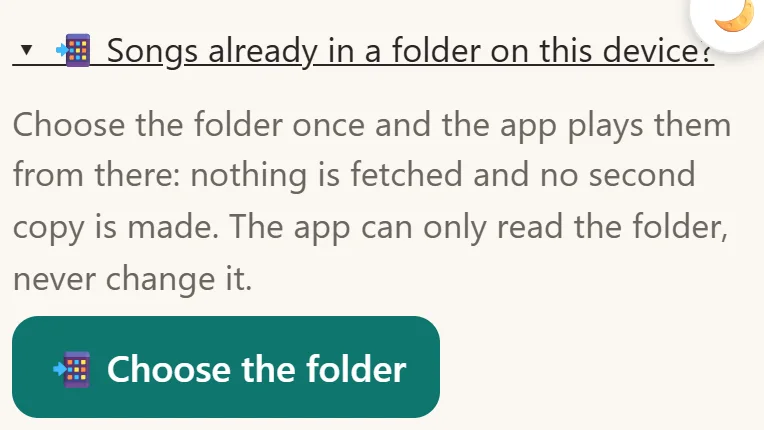 ▼ 📲 Songs already in a folder on this device?
Choose the folder once and the app plays them
from there: nothing is fetched and no second
copy is made. The app can only read the folder,
never change it.
📲 Choose the folder